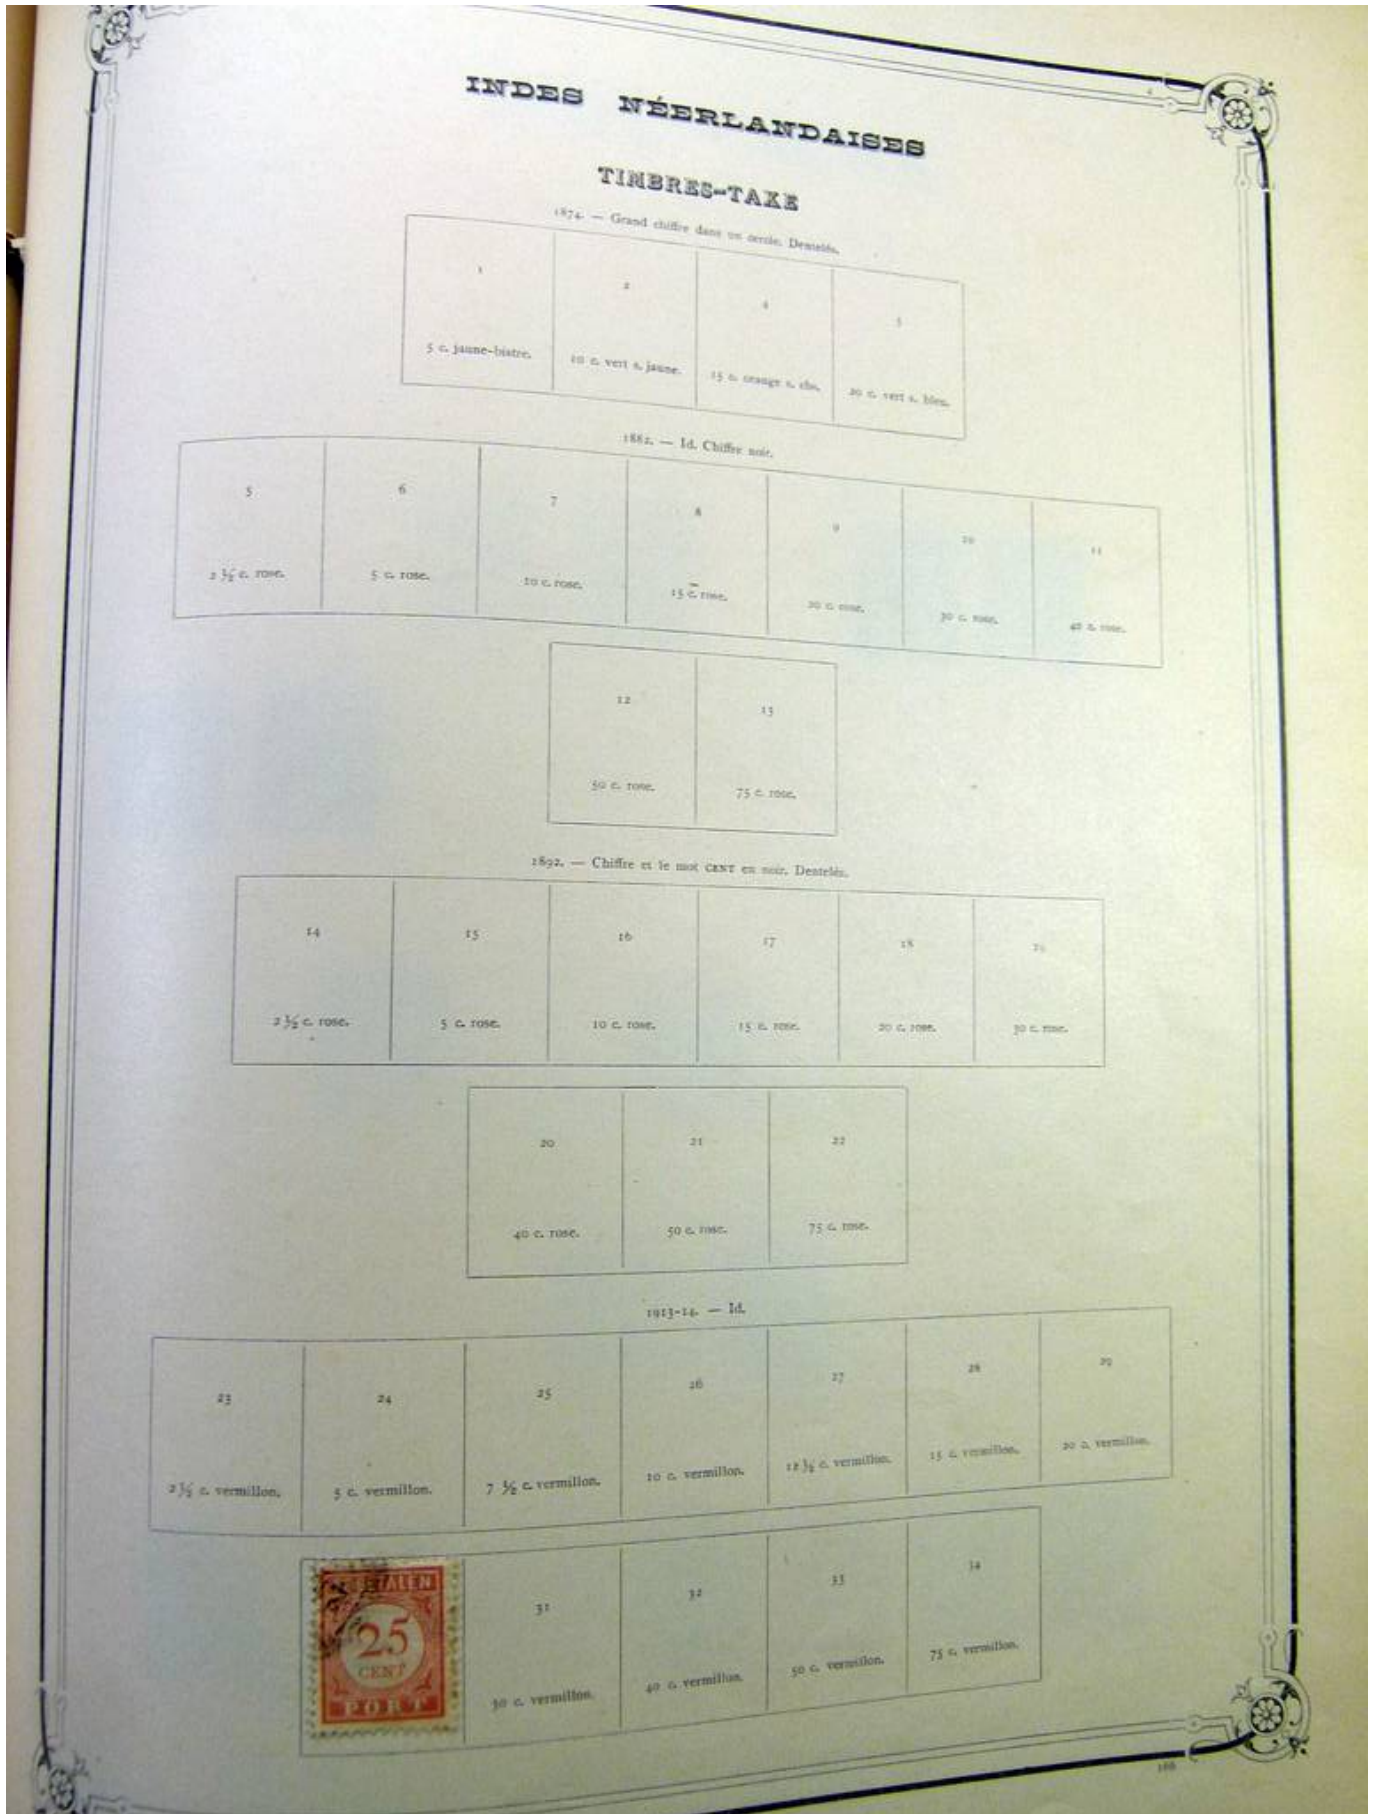 INDES NÉERLANDAISES
TIMBRES-TAXE
1874. — Grand chiffre dans un cercle. Dentelés.
1 2 3
5 c. jaune-bistre. 10 c. vert s. jaune. 15 c. orange s. 20 c. vert s. bleu.
1882. — Id. Chiffre noir.
5 6 7 8 9 10 11
2 ½ c. rose. 5 c. rose. 10 c. rose. 15 c. rose. 20 c. rose. 30 c. rose. 40 c. rose.
12 13
50 c. rose. 75 c. rose.
1892. — Chiffre et le mot CENT en noir. Dentelés.
14 15 16 17 18 19
2 ½ c. rose. 5 c. rose. 10 c. rose. 15 c. rose. 20 c. rose. 30 c. rose.
20 21 22
40 c. rose. 50 c. rose. 75 c. rose.
1913-14. — Id.
23 24 25 26 27 28 29
2 ½ c. vermillon. 5 c. vermillon. 7 ½ c. vermillon. 10 c. vermillon. 12 ½ c. vermillon. 15 c. vermillon. 20 c. vermillon.
BETALEN
25
CENT
PORT
31 32 33 34
30 c. vermillon. 40 c. vermillon. 50 c. vermillon. 75 c. vermillon.